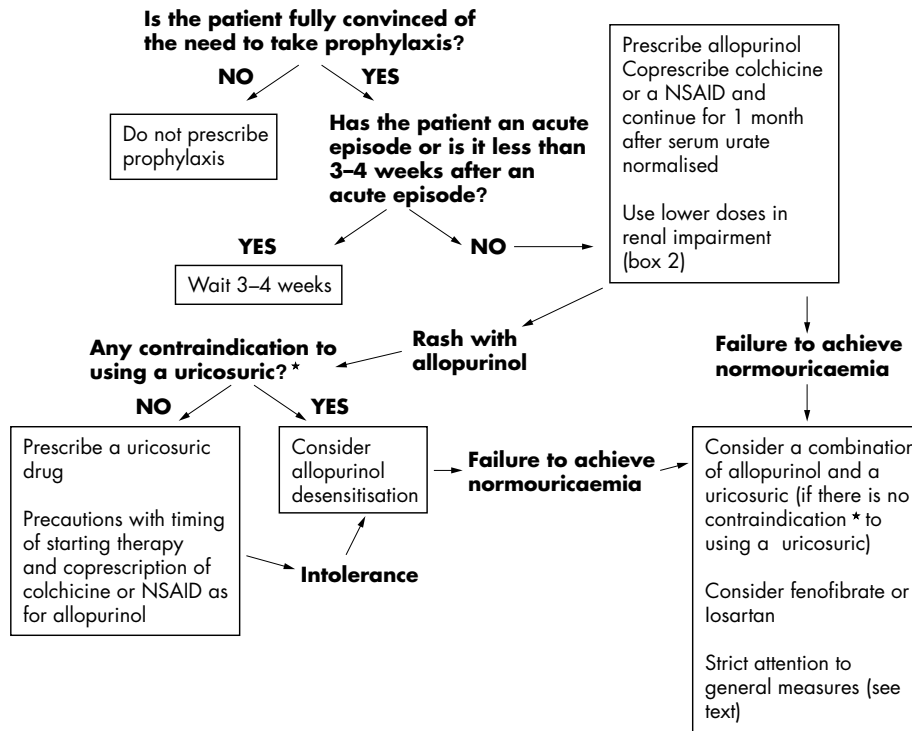 Is the patient fully convinced of
the need to take prophylaxis?
NO
YES
Do not prescribe
prophylaxis
Has the patient an acute
episode or is it less than
3–4 weeks after an
acute episode?
YES
NO
Wait 3–4 weeks
Prescribe allopurinol
Coprescribe colchicine
or a NSAID and
continue for 1 month
after serum urate
normalised
Use lower doses in
renal impairment
(box 2)
Rash with
allopurinol
Failure to achieve
normouricaemia
Any contraindication to
using a uricosuric?★
NO
YES
Prescribe a uricosuric
drug
Precautions with timing
of starting therapy
and coprescription of
colchicine or NSAID as
for allopurinol
Intolerance
Consider
allopurinol
desensitisation
Failure to achieve
normouricaemia
Consider a combination
of allopurinol and a
uricosuric (if there is no
contraindication ★ to
using a uricosuric)
Consider fenofibrate or
losartan
Strict attention to
general measures (see
text)